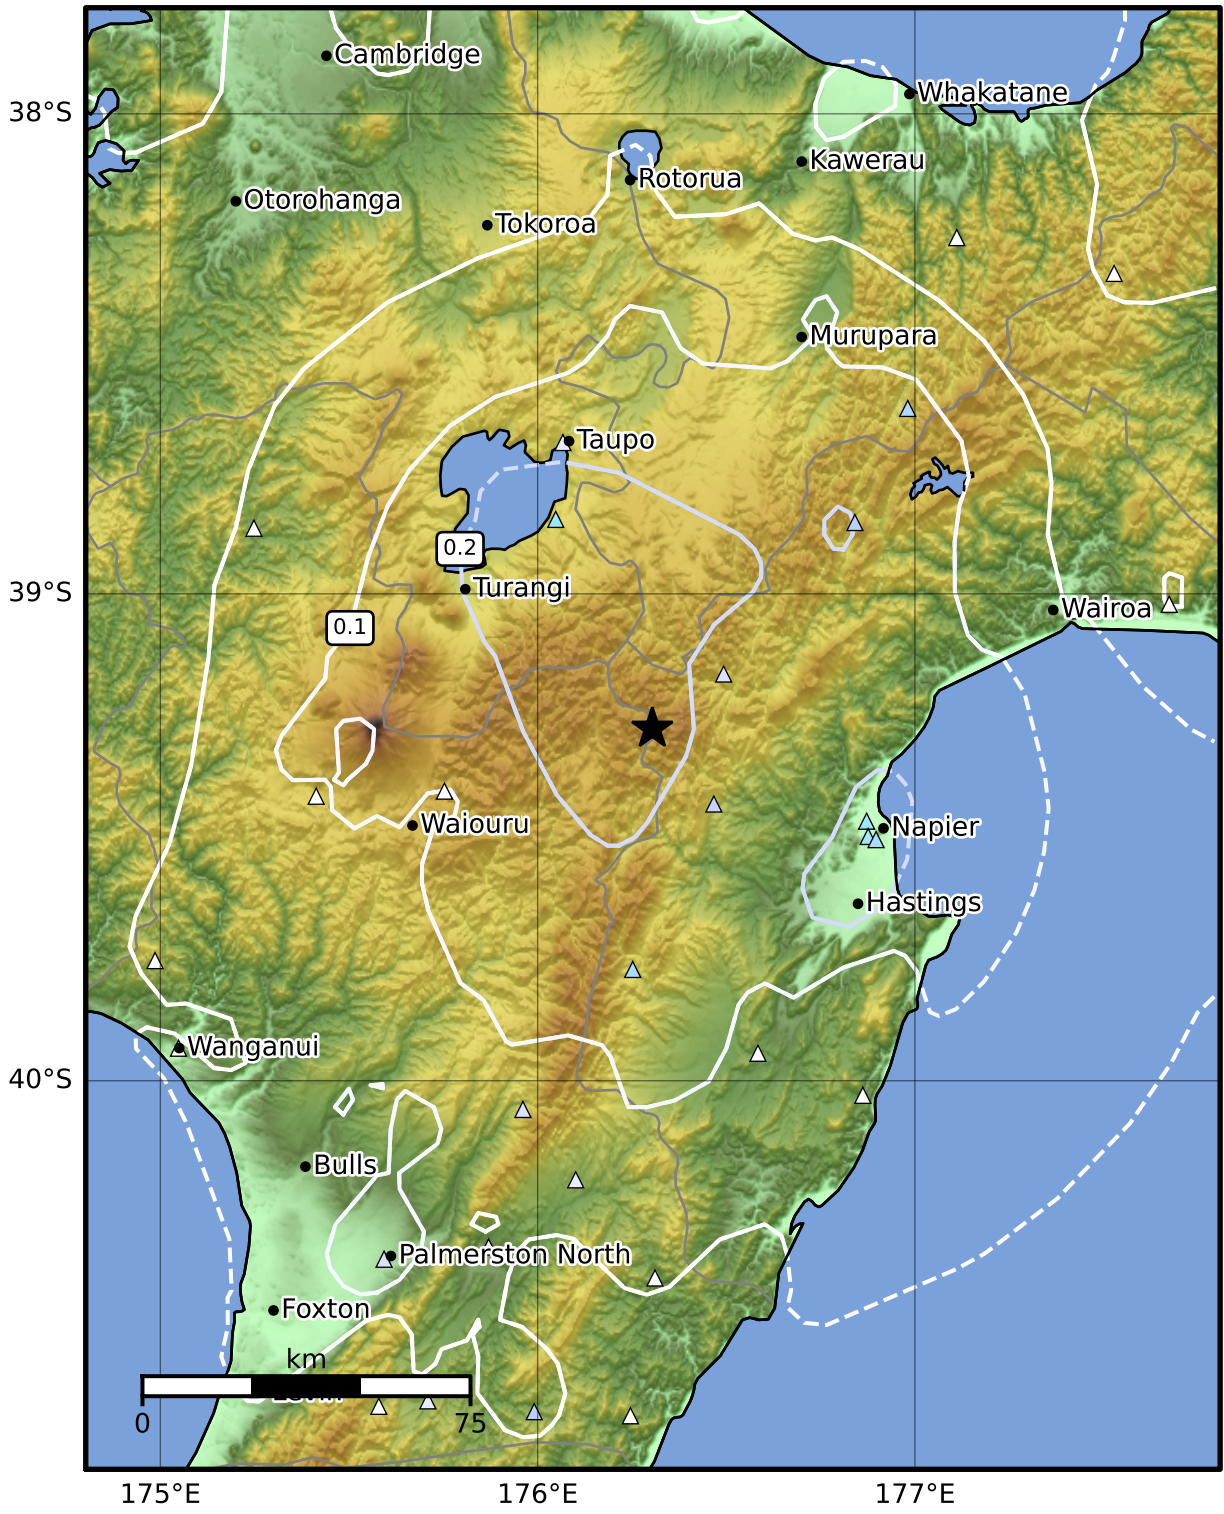 Cambridge
Whakatane
38°S
Kawerau
Rotorua
Otorohanga
Tokoroa
Murupara
Taupo
0.2
Turangi
39°S
Wairoa
0.1
Waiouru
Napier
Hastings
Wanganui
40°S
Bulls
Palmerston North
Foxton
km
Levin
0
75
175°E
176°E
177°E